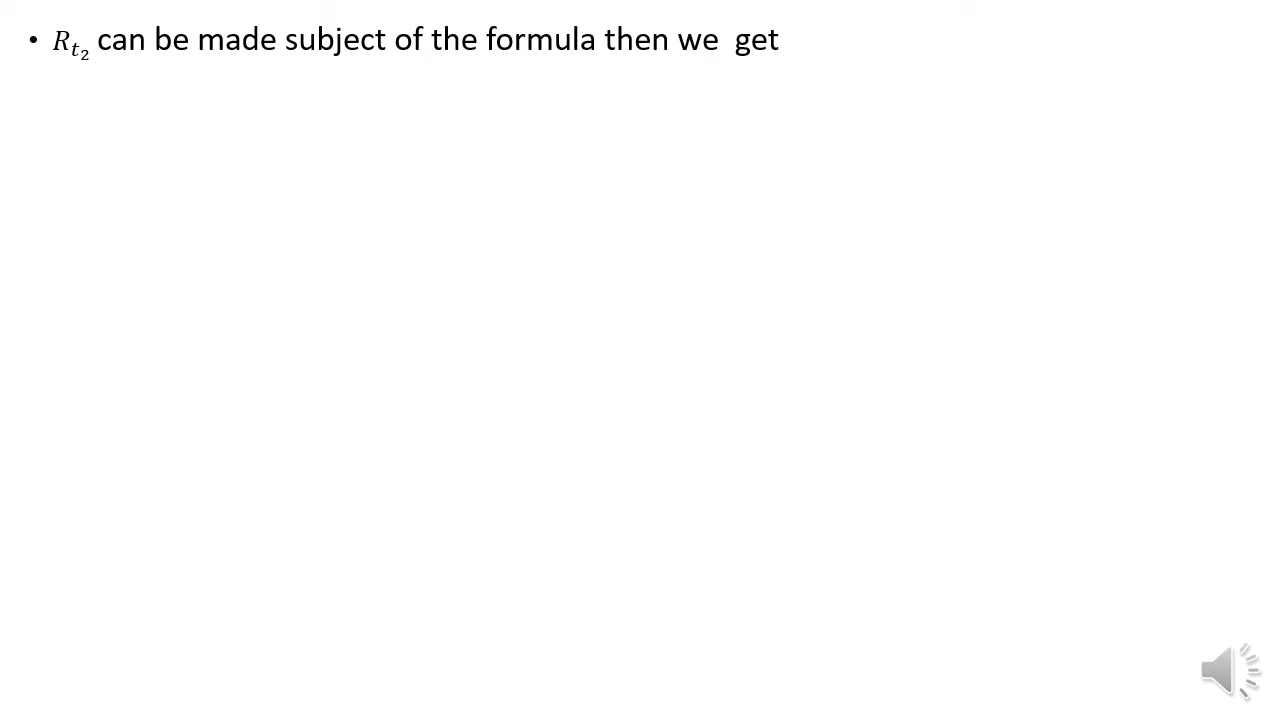 • $R_{t_2}$ can be made subject of the formula then we  get